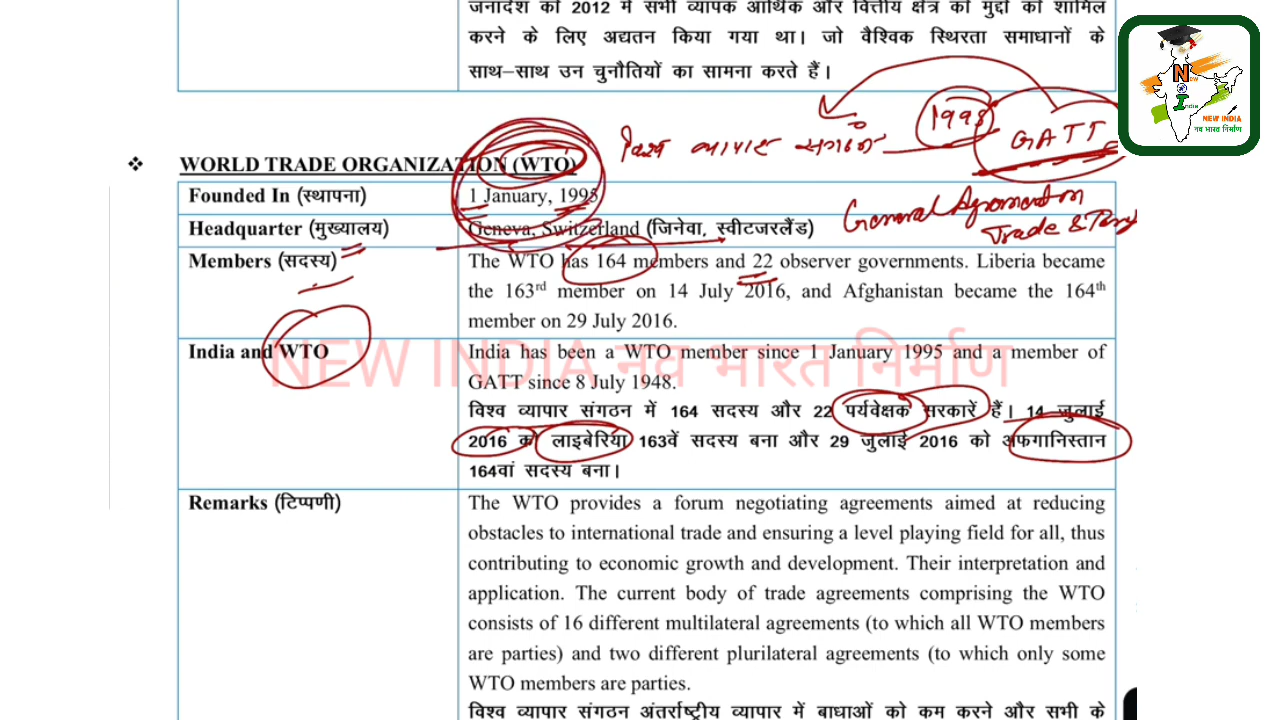 जनादेश को 2012 में सभी व्यापक आर्थिक और वित्तीय क्षेत्र के मुद्दों को शामिल
करने के लिए अद्यतन किया गया था। जो वैश्विक स्थिरता समाधानों के
साथ–साथ उन चुनौतियों का सामना करते हैं।
विश्व व्यापार संगठन
GATT
General Agreement on
Trade &
❖ WORLD TRADE ORGANIZATION (WTO)
Founded In (स्थापना) 1 January, 1995
Headquarter (मुख्यालय) Geneva, Switzerland (जिनेवा, स्वीटजरलैंड)
Members (सदस्य) The WTO has 164 members and 22 observer governments. Liberia became
the 163rd member on 14 July 2016, and Afghanistan became the 164th
member on 29 July 2016.
India and WTO India has been a WTO member since 1 January 1995 and a member of
GATT since 8 July 1948.
विश्व व्यापार संगठन में 164 सदस्य और 22 पर्यवेक्षक सरकारें हैं। 14 जुलाई
2016 को लाइबेरिया 163वें सदस्य बना और 29 जुलाई 2016 को अफगानिस्तान
164वां सदस्य बना।
Remarks (टिप्पणी) The WTO provides a forum negotiating agreements aimed at reducing
obstacles to international trade and ensuring a level playing field for all, thus
contributing to economic growth and development. Their interpretation and
application. The current body of trade agreements comprising the WTO
consists of 16 different multilateral agreements (to which all WTO members
are parties) and two different plurilateral agreements (to which only some
WTO members are parties.
विश्व व्यापार संगठन अंतर्राष्ट्रीय व्यापार में बाधाओं को कम करने और सभी के
NEW INDIA नव भारत निर्माण
New
India
NEW INDIA
नव भारत निर्माण